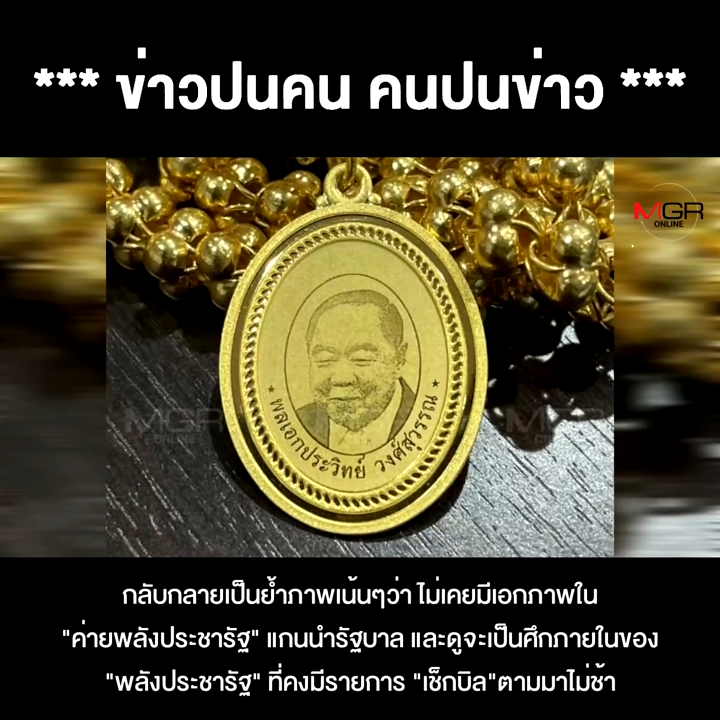 *** ข่าวปนคน คนปนข่าว ***
MGR
ONLINE
* พลเอกประวิทย์ วงศ์สุวรรณ *
MGR
ONLINE
กลับกลายเป็นย้ำภาพเน้นๆว่า ไม่เคยมีเอกภาพใน
"ค่ายพลังประชารัฐ" แกนนำรัฐบาล และดูจะเป็นศึกภายในของ
"พลังประชารัฐ" ที่คงมีรายการ "เช็กบิล"ตามมาไม่ช้า